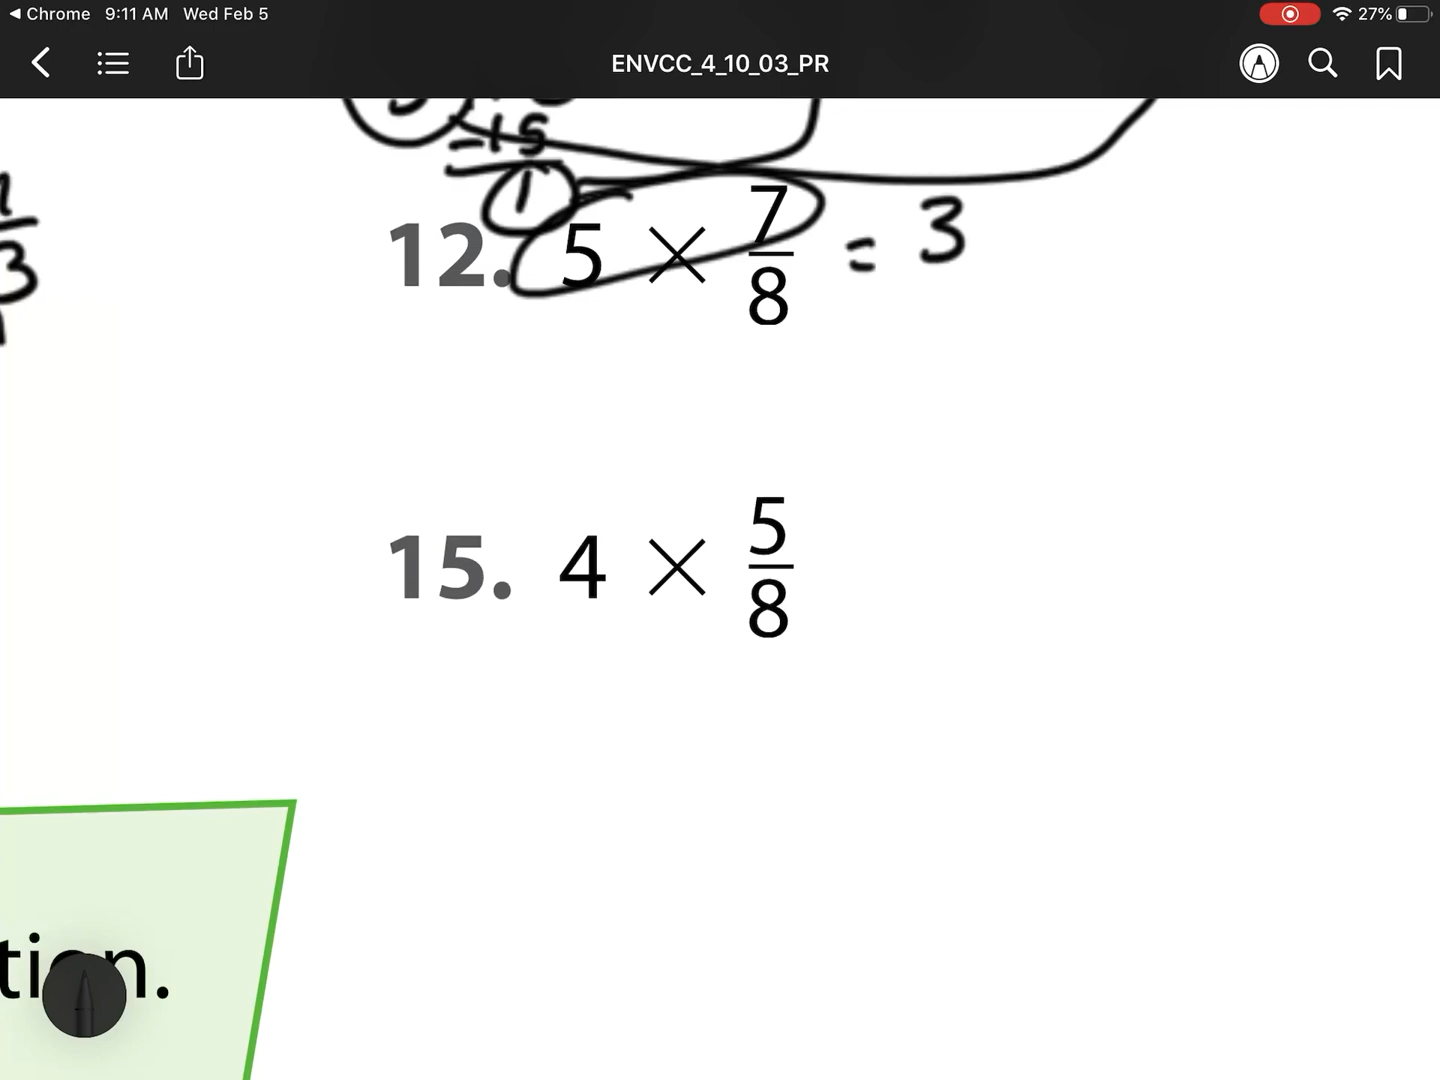 Chrome 9:11 AM Wed Feb 5 27%
ENVCC_4_10_03_PR
-15
1
12. 5 × 7/8 = 3
3
15. 4 × 5/8
tion.